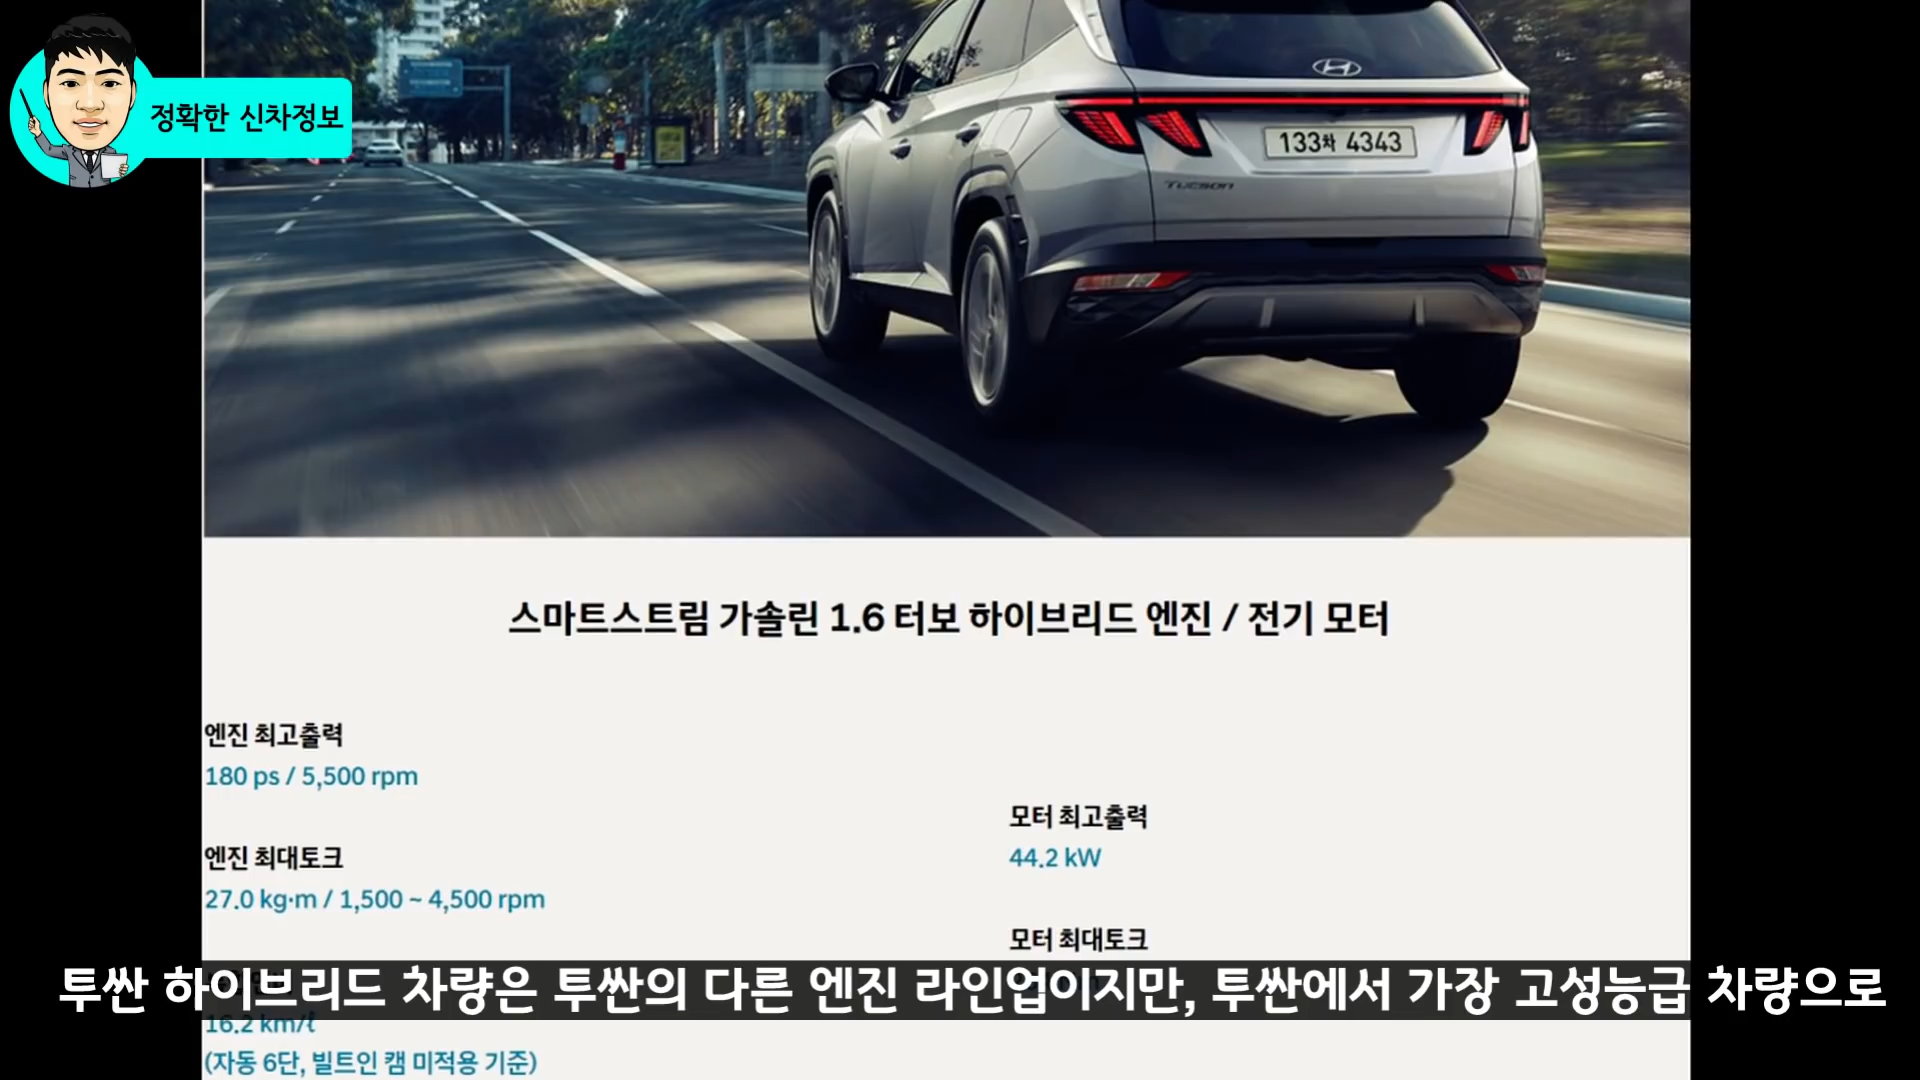 정확한 신차정보
133차 4343
TUCSON
스마트스트림 가솔린 1.6 터보 하이브리드 엔진 / 전기 모터
엔진 최고출력
180 ps / 5,500 rpm
모터 최고출력
44.2 kW
엔진 최대토크
27.0 kg·m / 1,500 ~ 4,500 rpm
모터 최대토크
투싼 하이브리드 차량은 투싼의 다른 엔진 라인업이지만, 투싼에서 가장 고성능급 차량으로
16.2 km/ℓ
(자동 6단, 빌트인 캠 미적용 기준)